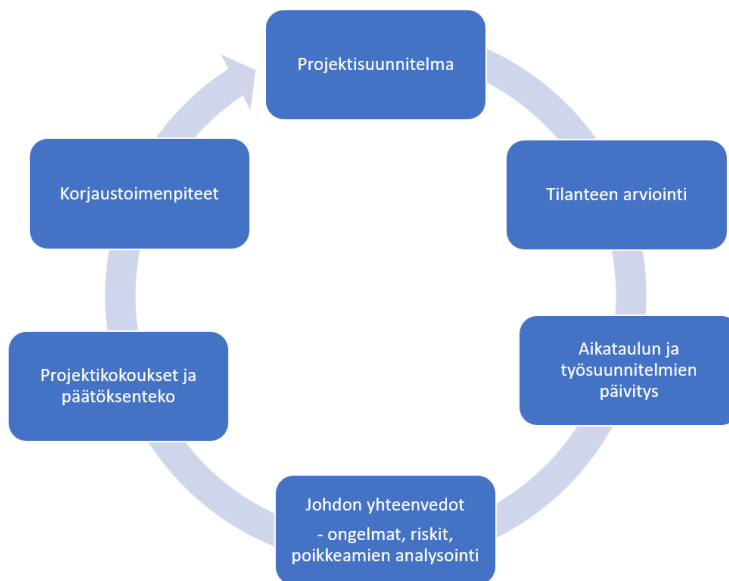 Projektisuunnitelma
Tilanteen arviointi
Aikataulun ja
työsuunnitelmien
päivitys
Johdon yhteenvedot
- ongelmat, riskit,
poikkeamien analysointi
Projektikokoukset ja
päätöksenteko
Korjaustoimenpiteet